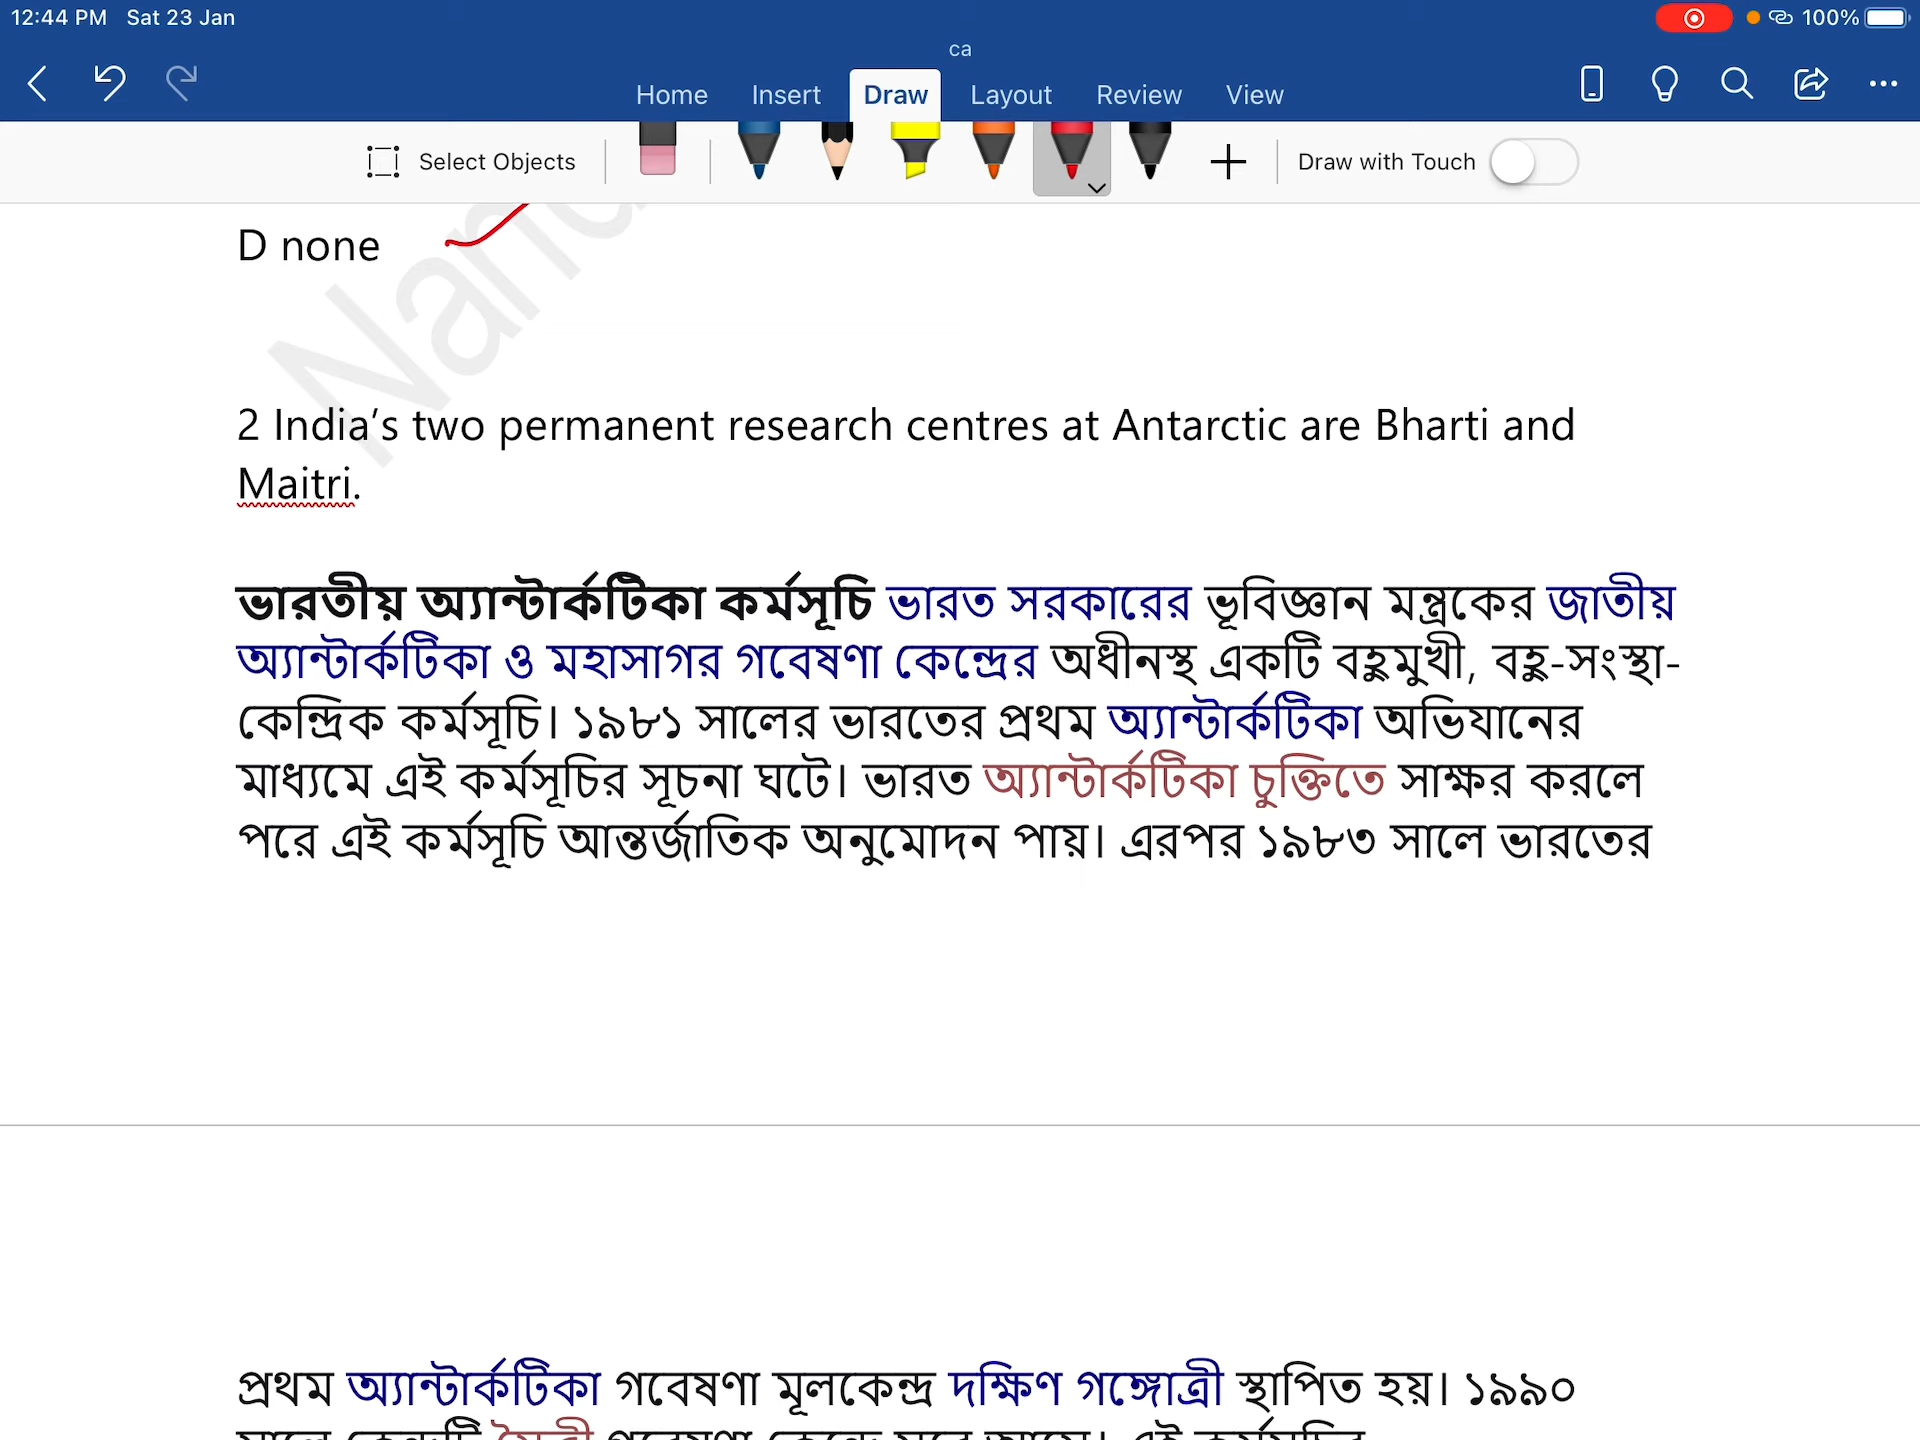 12:44 PM Sat 23 Jan
100%
ca
Home Insert Draw Layout Review View
Select Objects
Draw with Touch
D none
2 India's two permanent research centres at Antarctic are Bharti and
Maitri.
ভারতীয় অ্যান্টার্কটিকা কর্মসূচি ভারত সরকারের ভূবিজ্ঞান মন্ত্রকের জাতীয়
অ্যান্টার্কটিকা ও মহাসাগর গবেষণা কেন্দ্রের অধীনস্থ একটি বহুমুখী, বহু-সংস্থা-
কেন্দ্রিক কর্মসূচি। ১৯৮১ সালের ভারতের প্রথম অ্যান্টার্কটিকা অভিযানের
মাধ্যমে এই কর্মসূচির সূচনা ঘটে। ভারত অ্যান্টার্কটিকা চুক্তিতে সাক্ষর করলে
পরে এই কর্মসূচি আন্তর্জাতিক অনুমোদন পায়। এরপর ১৯৮৩ সালে ভারতের
প্রথম অ্যান্টার্কটিকা গবেষণা মূলকেন্দ্র দক্ষিণ গঙ্গোত্রী স্থাপিত হয়। ১৯৯০